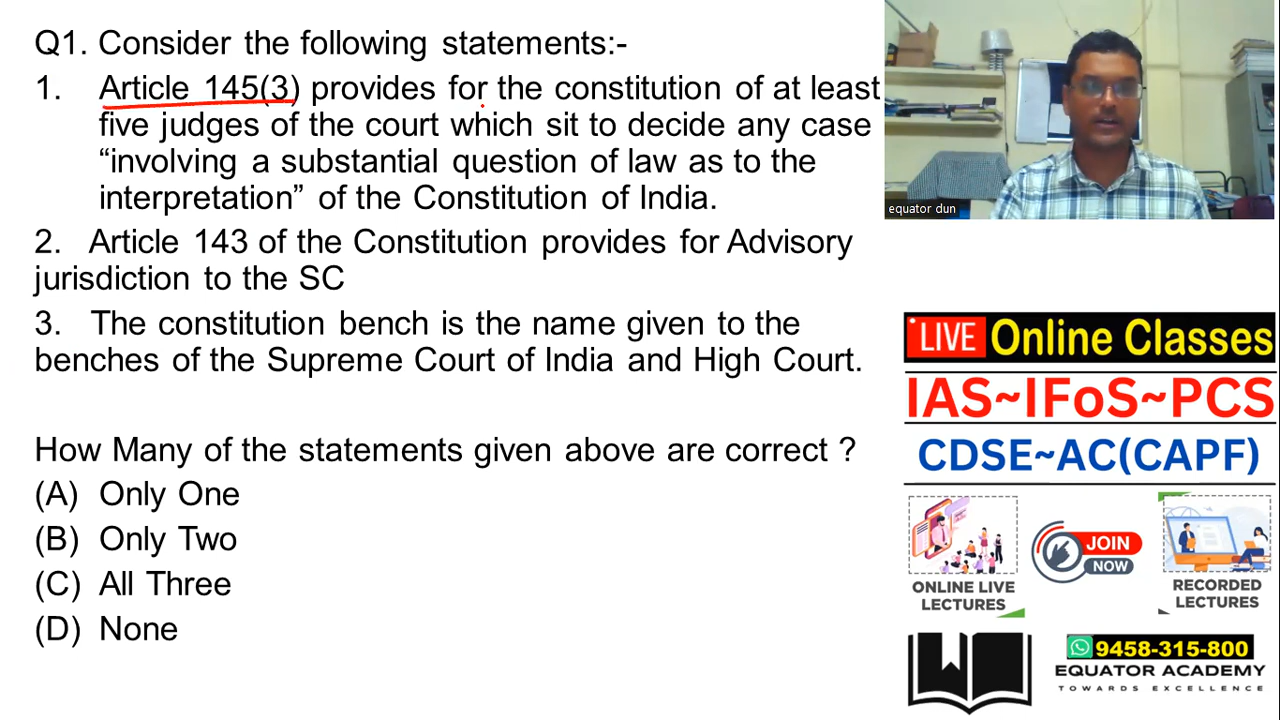 Q1. Consider the following statements:-
1. Article 145(3) provides for the constitution of at least
five judges of the court which sit to decide any case
“involving a substantial question of law as to the
interpretation” of the Constitution of India.
2. Article 143 of the Constitution provides for Advisory
jurisdiction to the SC
3. The constitution bench is the name given to the
benches of the Supreme Court of India and High Court.
How Many of the statements given above are correct ?
(A) Only One
(B) Only Two
(C) All Three
(D) None
equator dun
LIVE Online Classes
IAS~IFoS~PCS
CDSE~AC(CAPF)
ONLINE LIVE
LECTURES
JOIN
NOW
RECORDED
LECTURES
9458-315-800
EQUATOR ACADEMY
TOWARDS EXCELLENCE